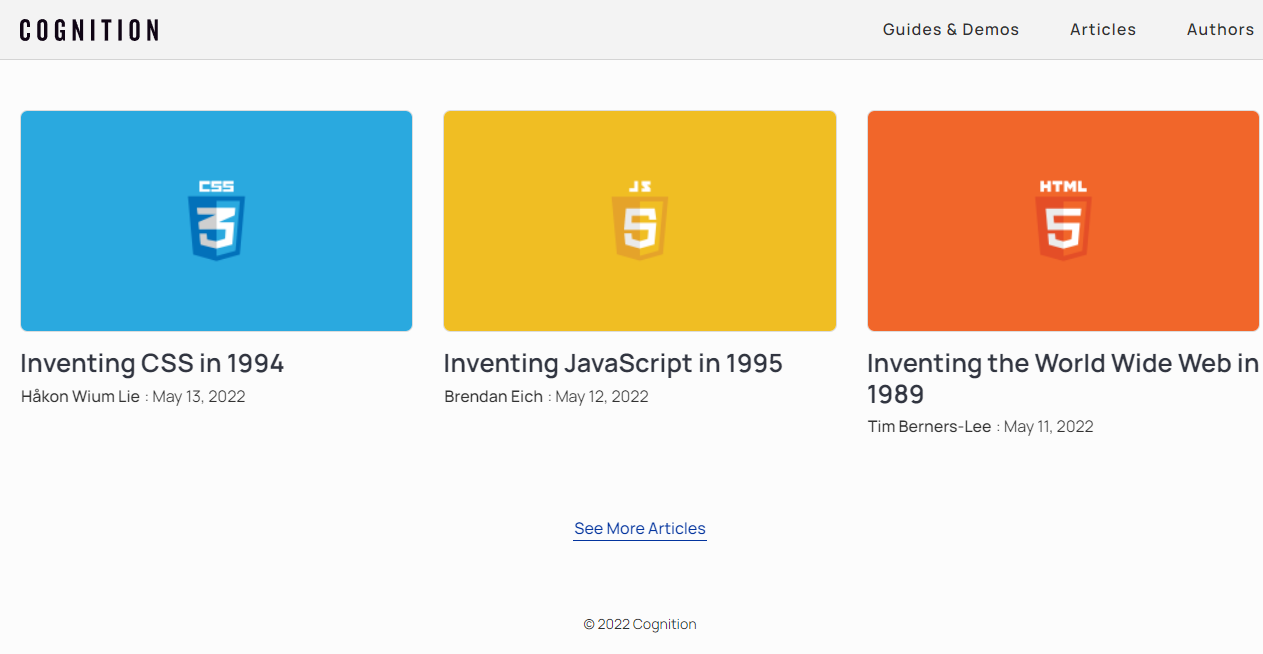 COGNITION
Guides & Demos
Articles
Authors
CSS
3
JS
5
HTML
5
Inventing CSS in 1994
Håkon Wium Lie : May 13, 2022
Inventing JavaScript in 1995
Brendan Eich : May 12, 2022
Inventing the World Wide Web in
1989
Tim Berners-Lee : May 11, 2022
See More Articles
© 2022 Cognition